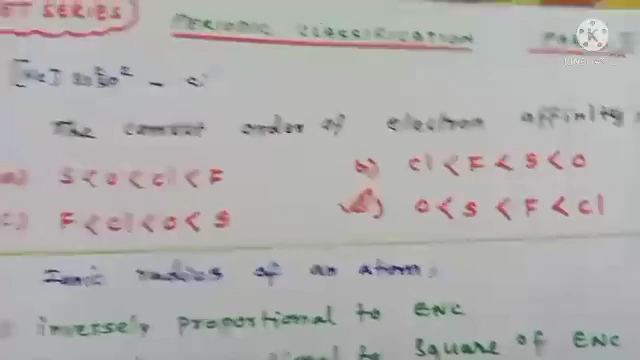 SERIES
PERIODIC CLASSIFICATION
K
The correct order of electron affinity
a) S < O < Cl < F
b) Cl < F < S < O
c) F < Cl < O < S
d) O < S < F < Cl
Ionic radius of an atom.
inversely proportional to ENC
to square of ENC